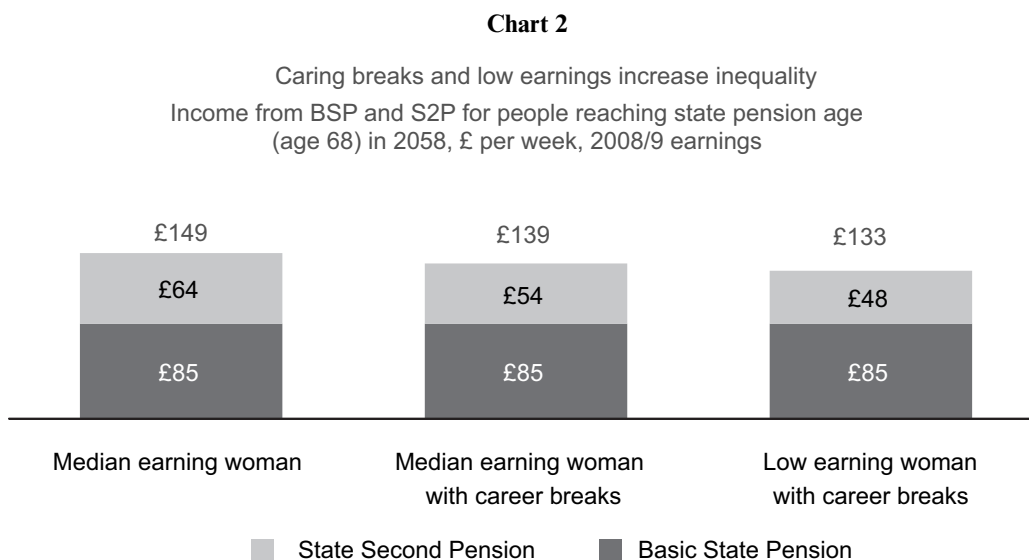 Chart 2
Caring breaks and low earnings increase inequality
Income from BSP and S2P for people reaching state pension age
(age 68) in 2058, £ per week, 2008/9 earnings
£149
£139
£133
£64
£54
£48
£85
£85
£85
Median earning woman
Median earning woman
with career breaks
Low earning woman
with career breaks
State Second Pension
Basic State Pension